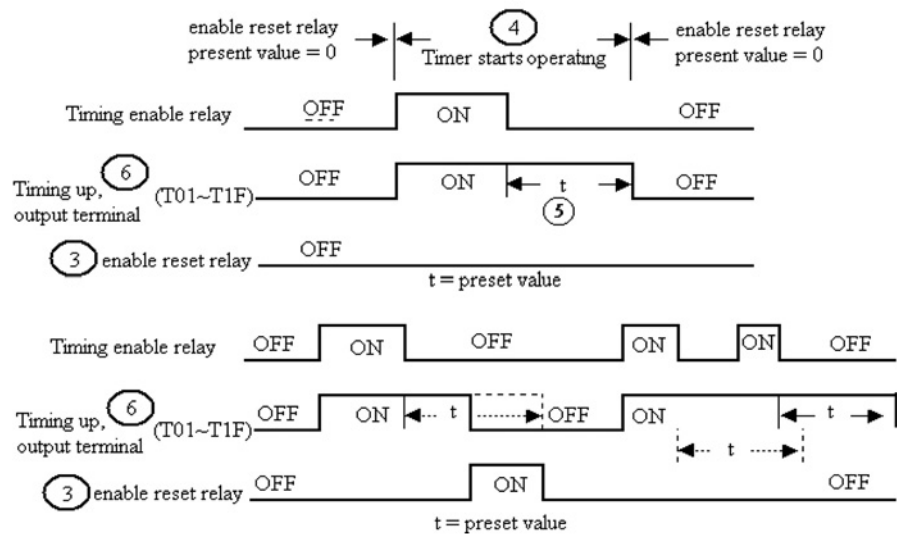 enable reset relay
present value = 0
4
Timer starts operating
enable reset relay
present value = 0
Timing enable relay OFF ON OFF
Timing up, 6 (T01~T1F) OFF ON t OFF
output terminal
5
3 enable reset relay OFF
t = preset value
Timing enable relay OFF ON OFF ON ON OFF
Timing up, 6 (T01~T1F) OFF ON t OFF ON t
output terminal
t
3 enable reset relay OFF ON OFF
t = preset value